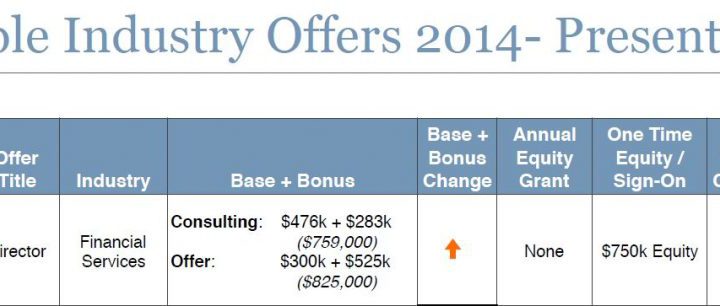 ple Industry Offers 2014- Present
Offer
Title
Industry
Base + Bonus
Base +
Bonus
Change
Annual
Equity
Grant
One Time
Equity /
Sign-On
irector
Financial
Services
Consulting: $476k + $283k
($759,000)
Offer: $300k + $525k
($825,000)
None
$750k Equity